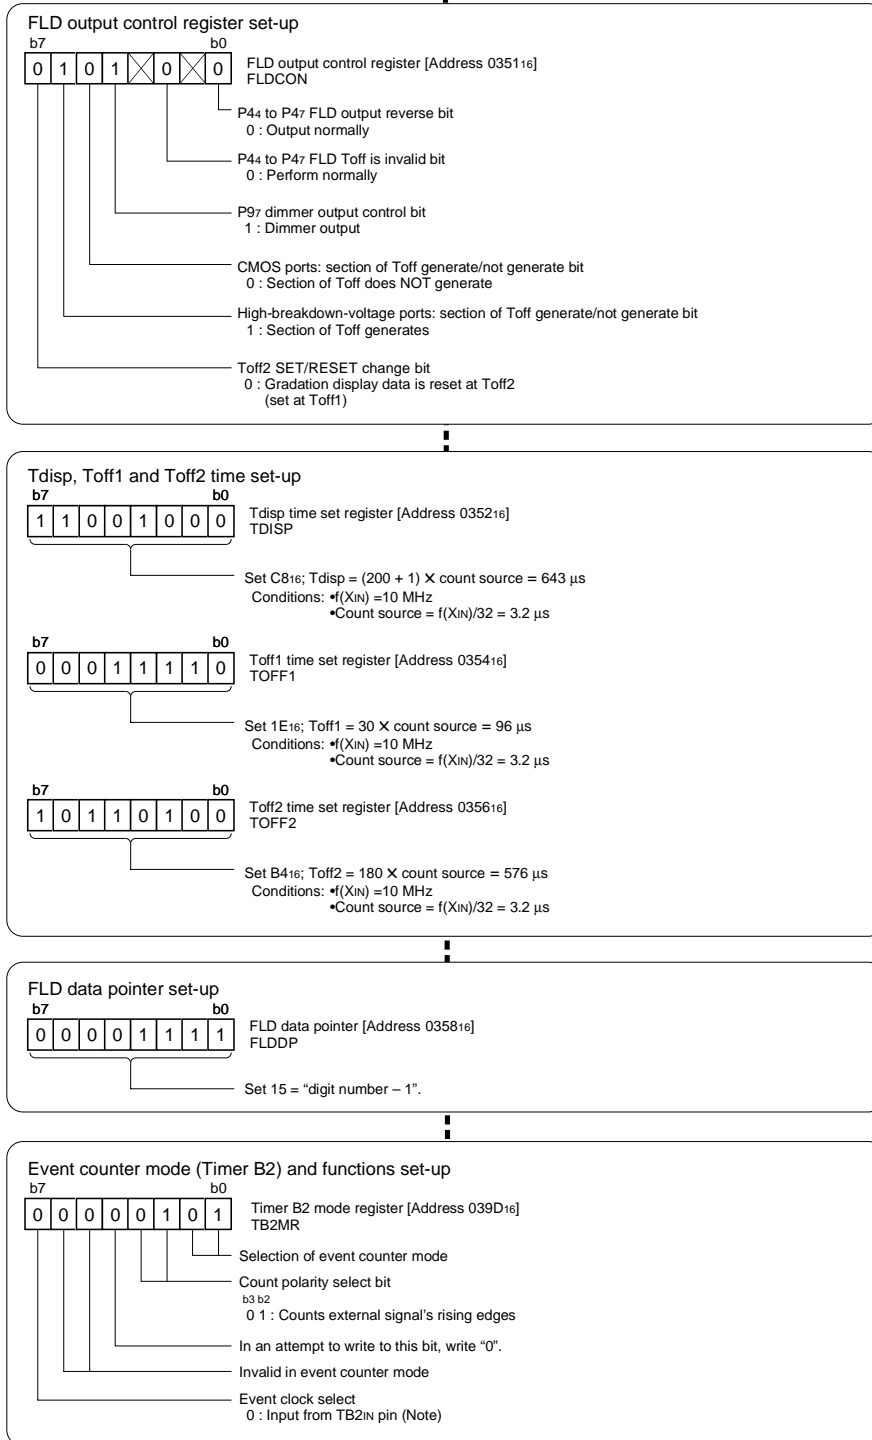 FLD output control register set-up
b7 b0
0 1 0 1 0 0
FLD output control register [Address 035116]
FLDCON
P44 to P47 FLD output reverse bit
0 : Output normally
P44 to P47 FLD Toff is invalid bit
0 : Perform normally
P97 dimmer output control bit
1 : Dimmer output
CMOS ports: section of Toff generate/not generate bit
0 : Section of Toff does NOT generate
High-breakdown-voltage ports: section of Toff generate/not generate bit
1 : Section of Toff generates
Toff2 SET/RESET change bit
0 : Gradation display data is reset at Toff2
(set at Toff1)
Tdisp, Toff1 and Toff2 time set-up
b7 b0
1 1 0 0 1 0 0 0
Tdisp time set register [Address 035216]
TDISP
Set C816; Tdisp = (200 + 1) ✕ count source = 643 µs
Conditions: •f(XIN) =10 MHz
•Count source = f(XIN)/32 = 3.2 µs
b7 b0
0 0 0 1 1 1 1 0
Toff1 time set register [Address 035416]
TOFF1
Set 1E16; Toff1 = 30 ✕ count source = 96 µs
Conditions: •f(XIN) =10 MHz
•Count source = f(XIN)/32 = 3.2 µs
b7 b0
1 0 1 1 0 1 0 0
Toff2 time set register [Address 035616]
TOFF2
Set B416; Toff2 = 180 ✕ count source = 576 µs
Conditions: •f(XIN) =10 MHz
•Count source = f(XIN)/32 = 3.2 µs
FLD data pointer set-up
b7 b0
0 0 0 0 1 1 1 1
FLD data pointer [Address 035816]
FLDDP
Set 15 = “digit number – 1”.
Event counter mode (Timer B2) and functions set-up
b7 b0
0 0 0 0 0 1 0 1
Timer B2 mode register [Address 039D16]
TB2MR
Selection of event counter mode
Count polarity select bit
b3 b2
0 1 : Counts external signal’s rising edges
In an attempt to write to this bit, write “0”.
Invalid in event counter mode
Event clock select
0 : Input from TB2IN pin (Note)